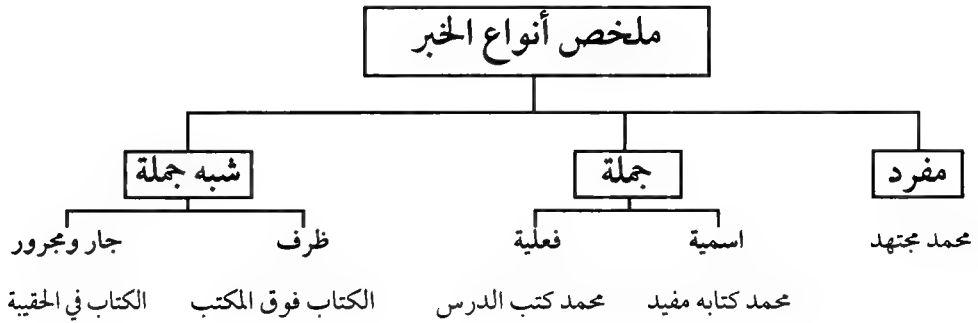 ملخص أنواع الخبر
مفرد جملة شبه جملة
محمد مجتهد اسمية فعلية ظرف جار ومجرور
محمد كتابه مفيد محمد كتب الدرس الكتاب فوق المكتب الكتاب في الحقيبة